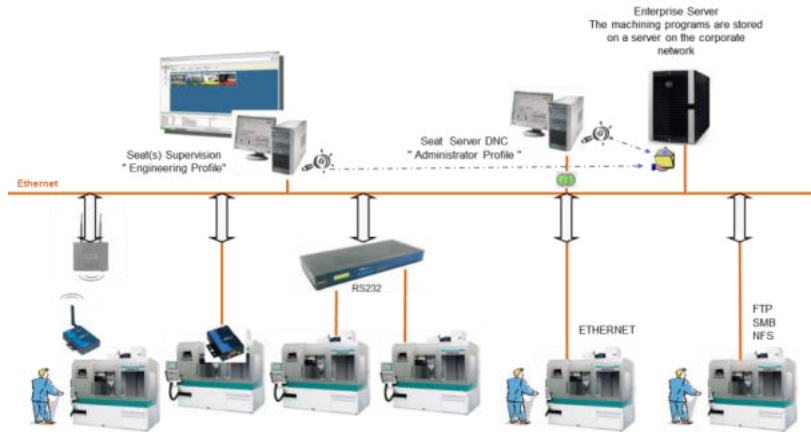 Enterprise Server
The machining programs are stored
on a server on the corporate
network
Seat(s) Supervision
" Engineering Profile"
Seat Server DNC
" Administrator Profile "
Ethernet
RS232
ETHERNET
FTP
SMB
NFS